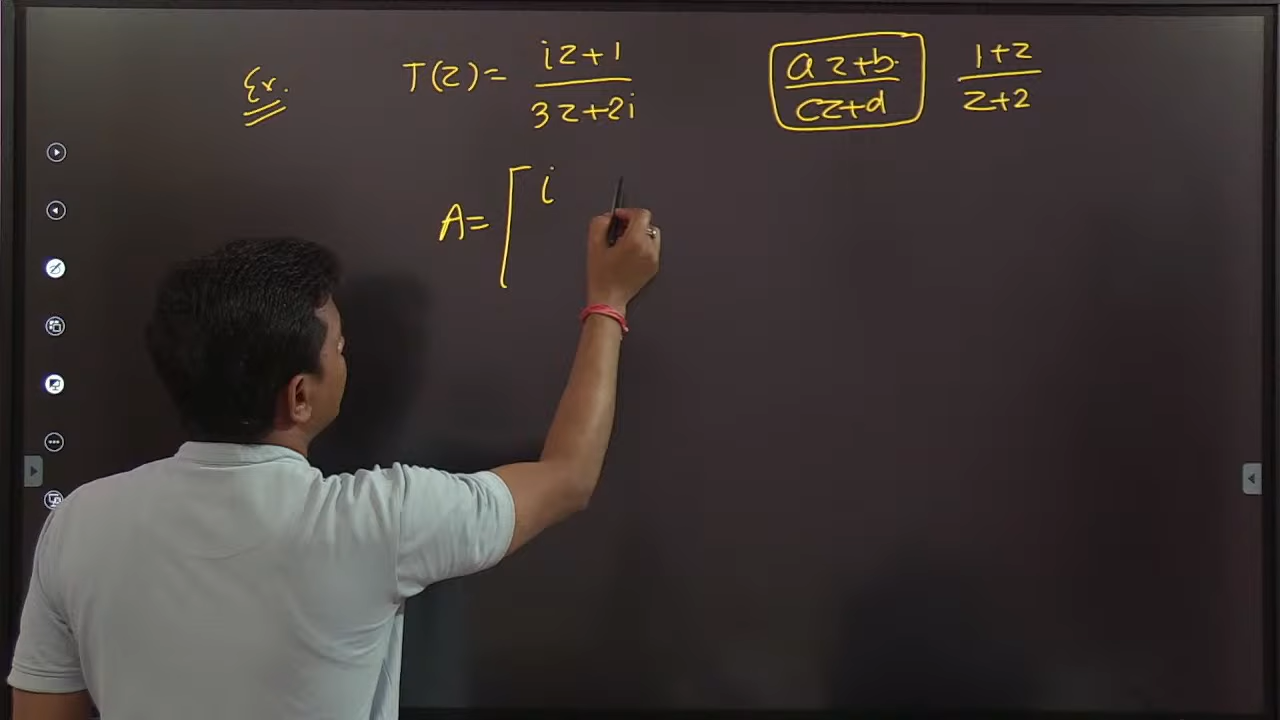 Ex. T(z) = (iz+1)/(3z+2i) (az+b)/(cz+d) (1+z)/(z+2)
A = [ i